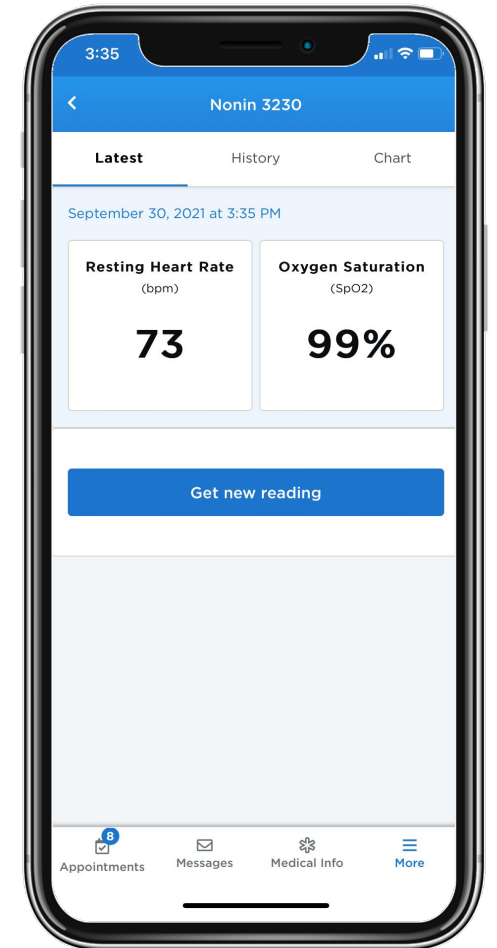 3:35
Nonin 3230
Latest History Chart
September 30, 2021 at 3:35 PM
Resting Heart Rate
(bpm)
73
Oxygen Saturation
(SpO2)
99%
Get new reading
8
Appointments Messages Medical Info More